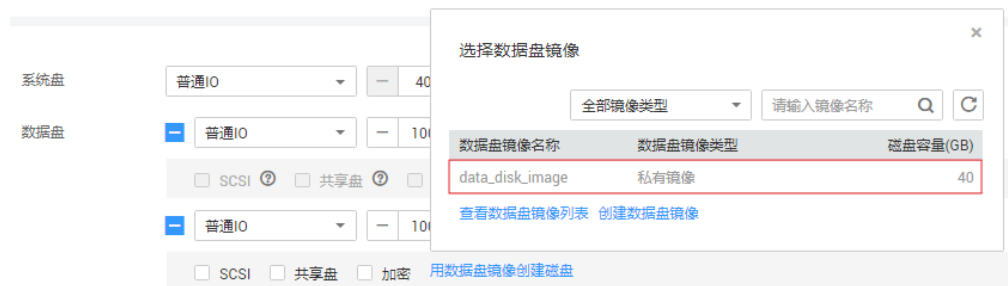 选择数据盘镜像
系统盘 普通IO 40
全部镜像类型 请输入镜像名称
数据盘 普通IO 100
数据盘镜像名称 数据盘镜像类型 磁盘容量(GB)
SCSI 共享盘
data_disk_image 私有镜像 40
查看数据盘镜像列表 创建数据盘镜像
普通IO
SCSI 共享盘 加密 用数据盘镜像创建磁盘